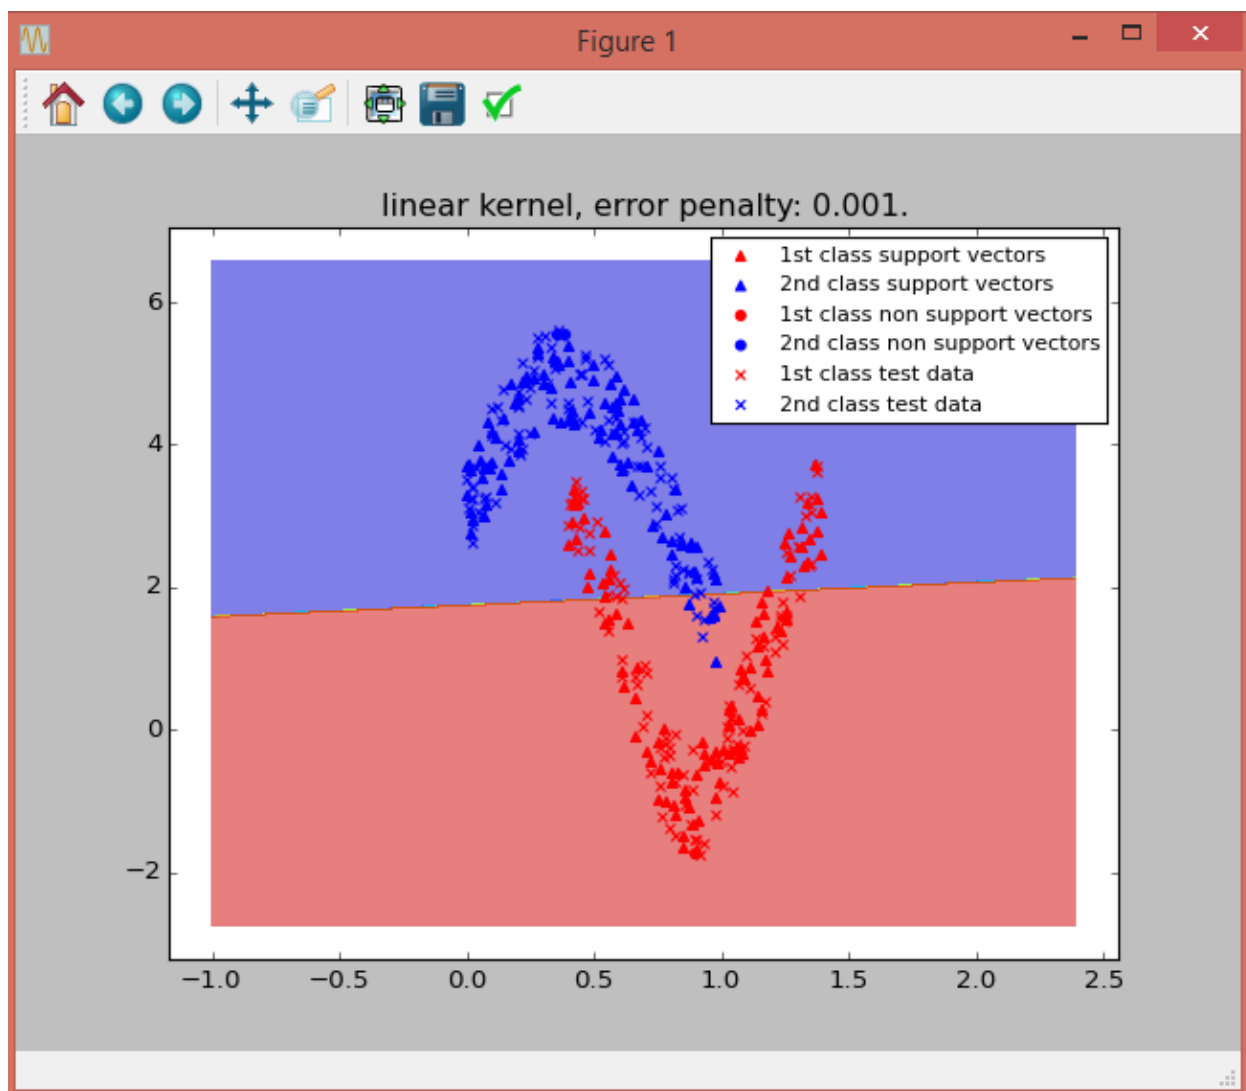 Figure 1
linear kernel, error penalty: 0.001.
1st class support vectors
2nd class support vectors
1st class non support vectors
2nd class non support vectors
1st class test data
2nd class test data
6
4
2
0
−2
−1.0 −0.5 0.0 0.5 1.0 1.5 2.0 2.5